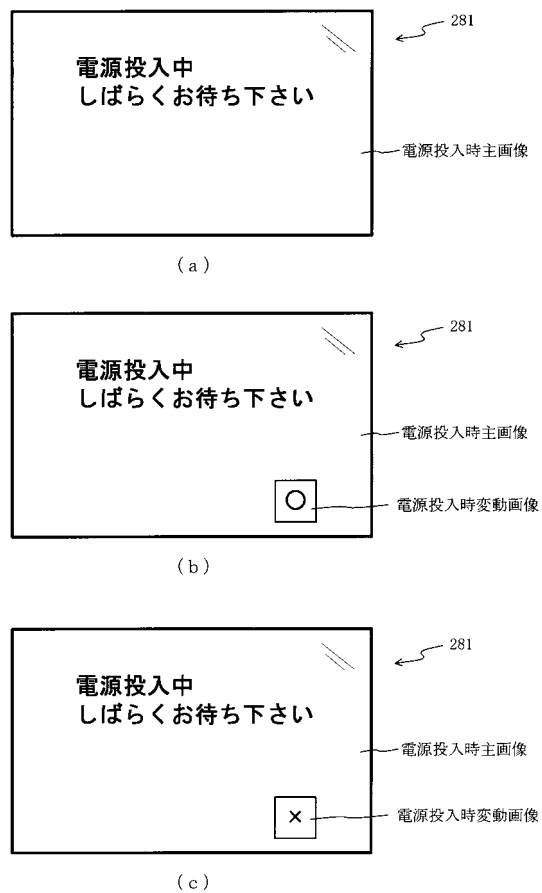 電源投入中
しばらくお待ち下さい
281
電源投入時主画像
(a)
電源投入中
しばらくお待ち下さい
281
電源投入時主画像
○
電源投入時変動画像
(b)
電源投入中
しばらくお待ち下さい
281
電源投入時主画像
×
電源投入時変動画像
(c)